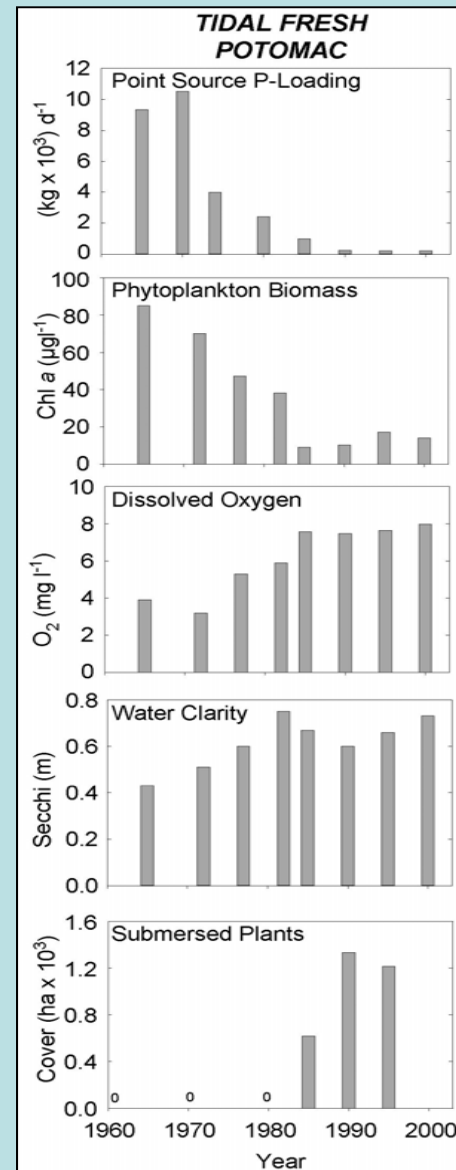 TIDAL FRESH
POTOMAC
Point Source P-Loading
(kg x 10³) d⁻¹
12
10
8
6
4
2
0
Phytoplankton Biomass
Chl a (µgl⁻¹)
100
80
60
40
20
0
Dissolved Oxygen
O₂ (mg l⁻¹)
10
8
6
4
2
0
Water Clarity
Secchi (m)
0.8
0.6
0.4
0.2
0.0
Submersed Plants
Cover (ha x 10³)
1.6
1.2
0.8
0.4
0.0
0 0 0
1960 1970 1980 1990 2000
Year